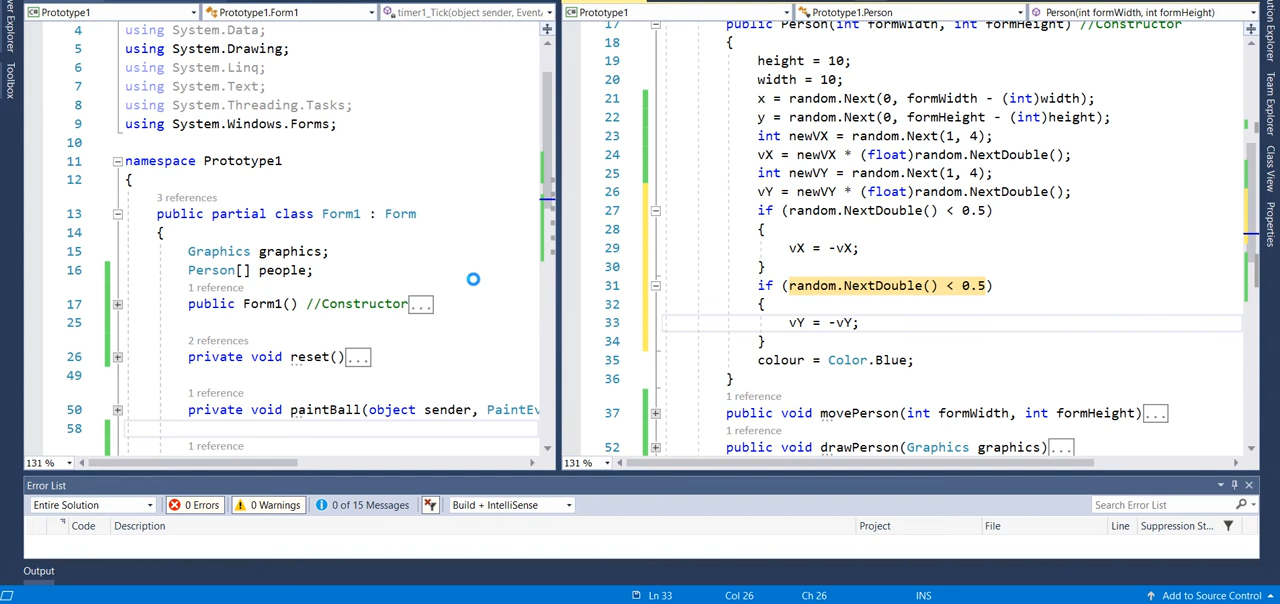 Prototype1
Prototype1.Form1
timer1_Tick(object sender, EventA
Prototype1
Prototype1.Person
Person(int formWidth, int formHeight)
Toolbox
4 using System.Data;
5 using System.Drawing;
6 using System.Linq;
7 using System.Text;
8 using System.Threading.Tasks;
9 using System.Windows.Forms;
10
11 namespace Prototype1
12 {
3 references
13 public partial class Form1 : Form
14 {
15 Graphics graphics;
16 Person[] people;
1 reference
17 public Form1() //Constructor...
25
2 references
26 private void reset()...
49
1 reference
50 private void paintBall(object sender, PaintEv
58
1 reference
131 %
17 public Person(int formWidth, int formHeight) //Constructor
18 {
19 height = 10;
20 width = 10;
21 x = random.Next(0, formWidth - (int)width);
22 y = random.Next(0, formHeight - (int)height);
23 int newVX = random.Next(1, 4);
24 vX = newVX * (float)random.NextDouble();
25 int newVY = random.Next(1, 4);
26 vY = newVY * (float)random.NextDouble();
27 if (random.NextDouble() < 0.5)
28 {
29 vX = -vX;
30 }
31 if (random.NextDouble() < 0.5)
32 {
33 vY = -vY;
34 }
35 colour = Color.Blue;
36 }
1 reference
37 public void movePerson(int formWidth, int formHeight)...
1 reference
52 public void drawPerson(Graphics graphics)...
131 %
Team Explorer
Class View
Properties
Error List
Entire Solution
0 Errors
0 Warnings
0 of 15 Messages
Build + IntelliSense
Search Error List
Code
Description
Project
File
Line
Suppression St...
Output
Ln 33
Col 26
Ch 26
INS
Add to Source Control